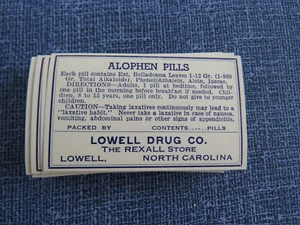 ALOPHEN PILLS
Each pill contains Ext. Belladonna Leaves 1-12 Gr. (1-960
Gr. Total Alkaloids), Phenolphthalein, Aloin, Ipecac.
DIRECTIONS—Adults, 1 pill at bedtime, followed by
one pill in the morning before breakfast if needed. Chil-
dren, 8 to 15 years, one pill only. Do not give to younger
children.
CAUTION—Taking laxatives continuously may lead to a
"laxative habit." Never take a laxative in case of nausea,
vomiting, abdominal pains or other signs of appendicitis.
PACKED BY CONTENTS......PILLS
LOWELL DRUG CO.
THE REXALL STORE
LOWELL, NORTH CAROLINA